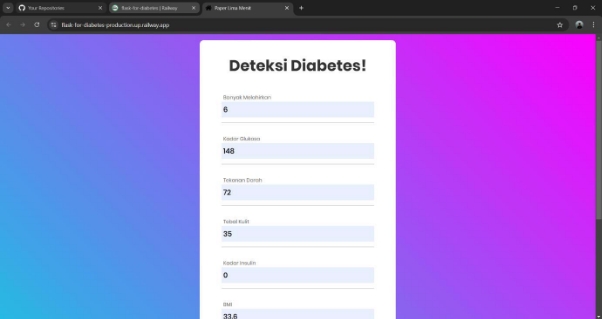 Your Repositories
flask-for-diabetes | Railway
Paper Lima Menit
flask-for-diabetes-production.up.railway.app
Deteksi Diabetes!
Banyak Melahirkan
6
Kadar Glukosa
148
Tekanan Darah
72
Tebal Kulit
35
Kadar Insulin
0
BMI
33.6